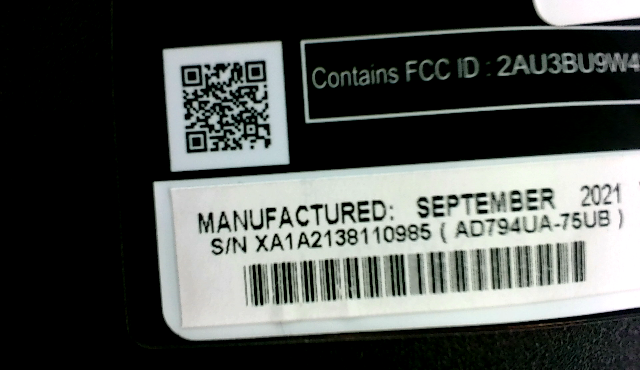 Contains FCC ID : 2AU3BU9W4
MANUFACTURED: SEPTEMBER 2021
S/N XA1A2138110985 ( AD794UA-75UB )